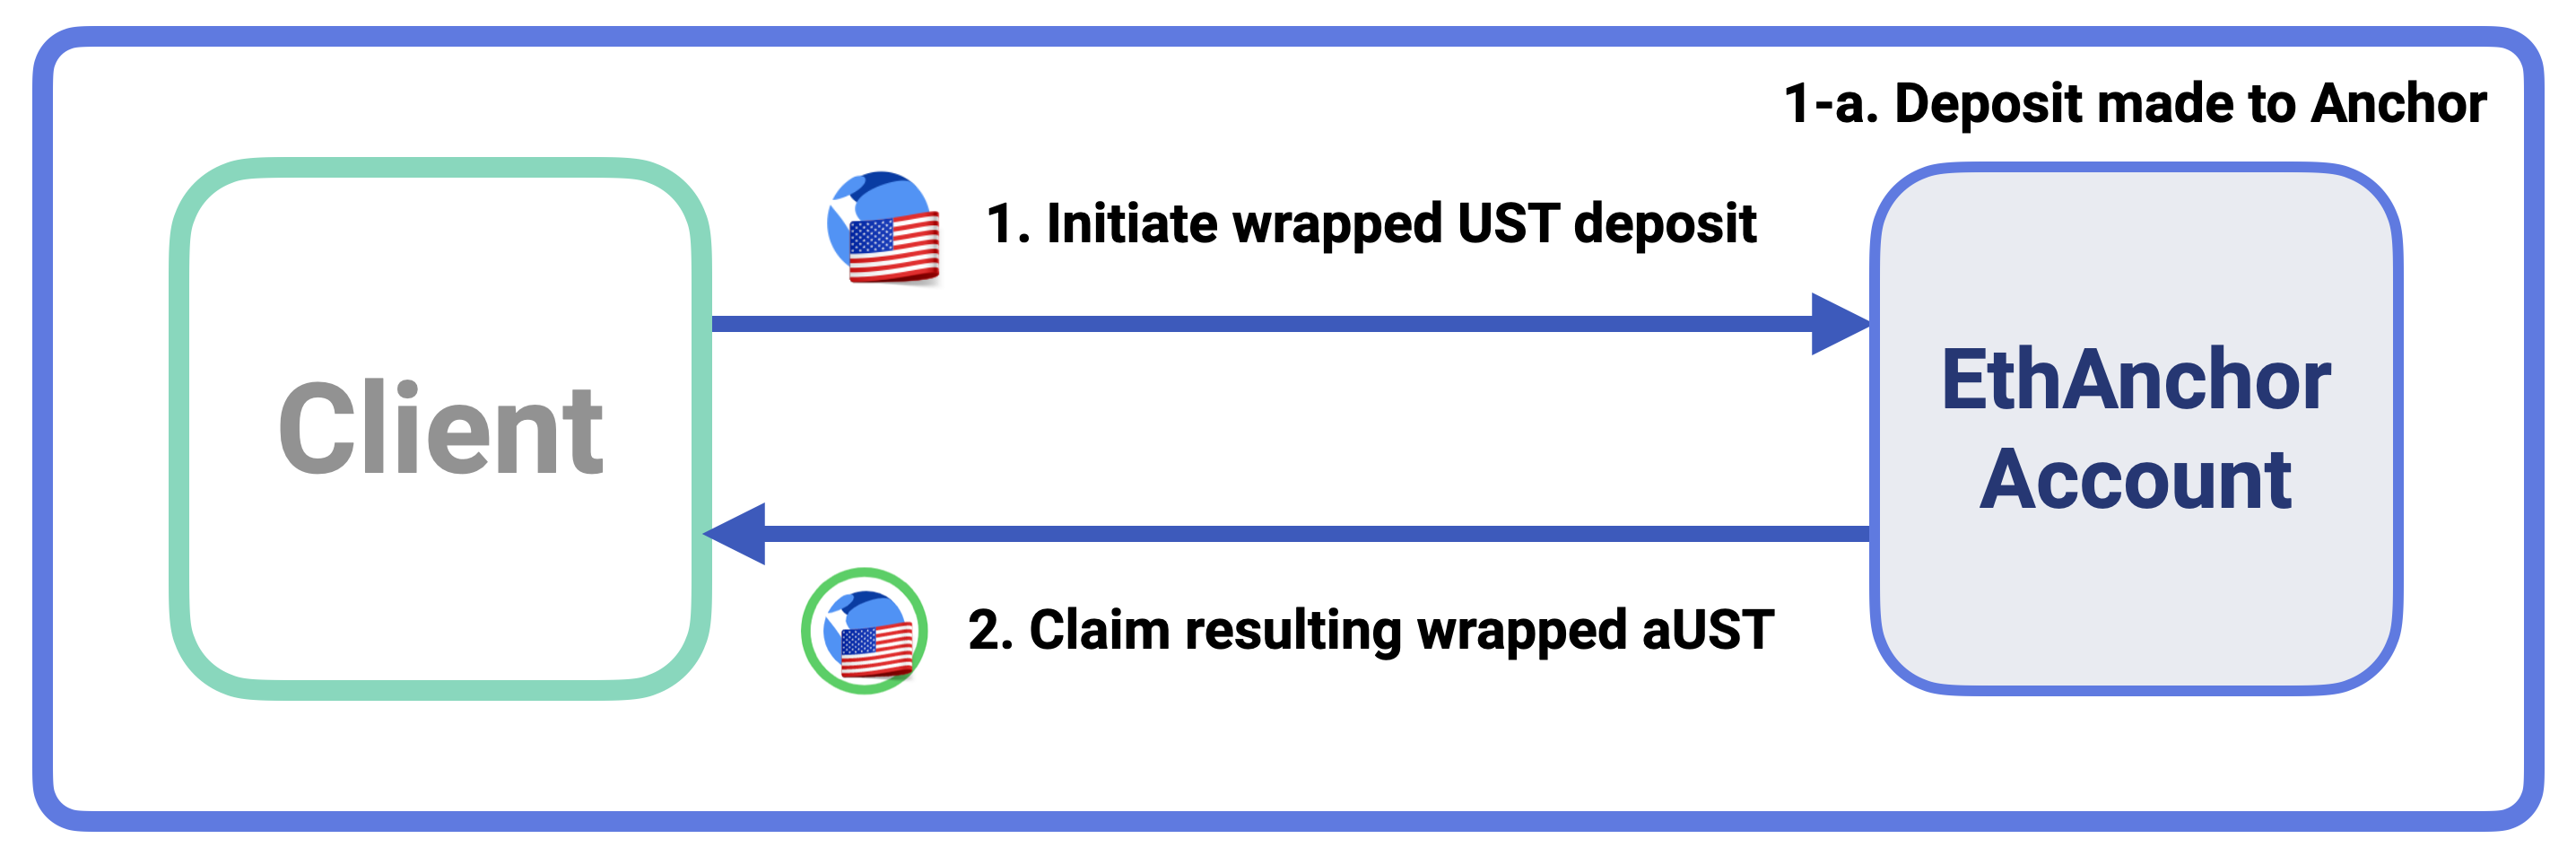 1-a. Deposit made to Anchor
1. Initiate wrapped UST deposit
Client
EthAnchor
Account
2. Claim resulting wrapped aUST